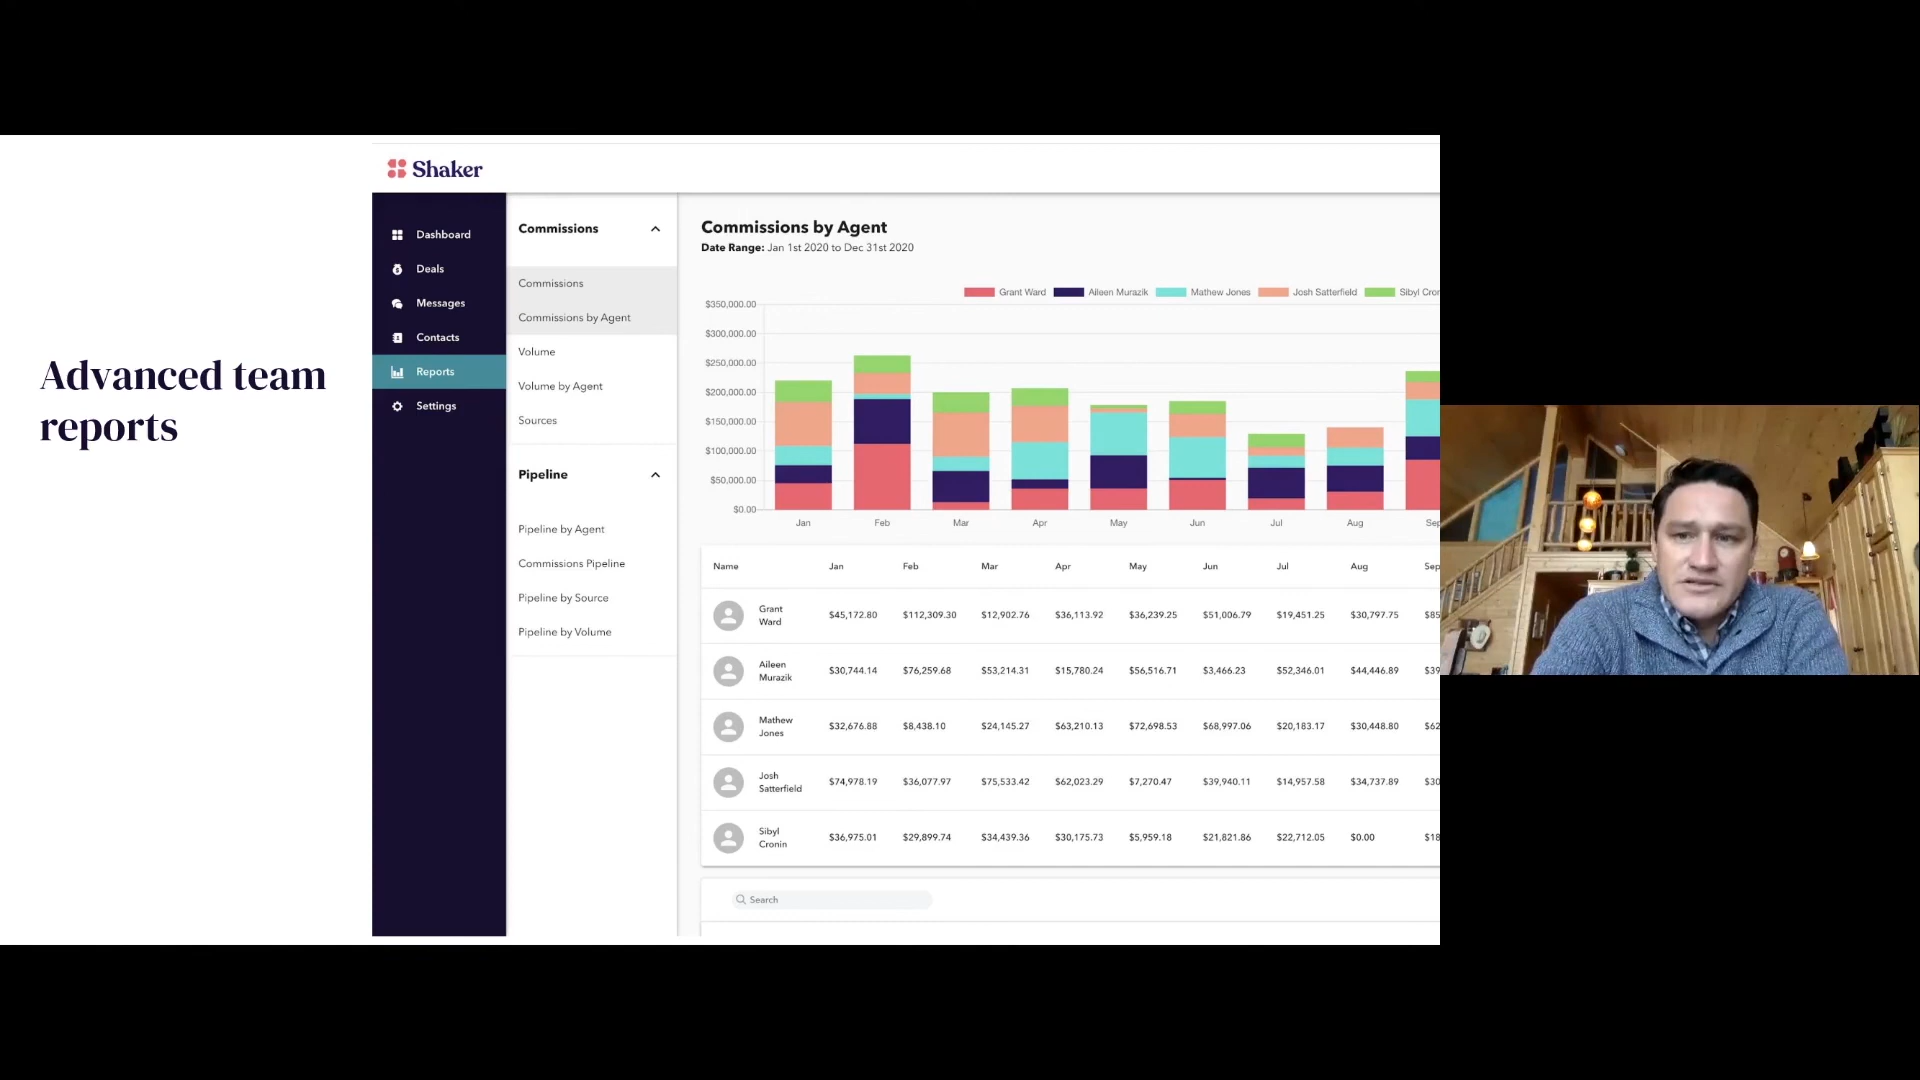 Advanced team
reports
Shaker
Dashboard
Deals
Messages
Contacts
Reports
Settings
Commissions
Commissions
Commissions by Agent
Volume
Volume by Agent
Sources
Pipeline
Pipeline by Agent
Commissions Pipeline
Pipeline by Source
Pipeline by Volume
Commissions by Agent
Date Range: Jan 1st 2020 to Dec 31st 2020
Grant Ward Aileen Murazik Mathew Jones Josh Satterfield Sibyl Cron
$350,000.00
$300,000.00
$250,000.00
$200,000.00
$150,000.00
$100,000.00
$50,000.00
$0.00
Jan Feb Mar Apr May Jun Jul Aug Sep
Name Jan Feb Mar Apr May Jun Jul Aug Sep
Grant
Ward
$45,172.80 $112,309.30 $12,902.76 $36,113.92 $36,239.25 $51,006.79 $19,451.25 $30,797.75 $85
Aileen
Murazik
$30,744.14 $76,259.68 $53,214.31 $15,780.24 $56,516.71 $3,466.23 $52,346.01 $44,446.89 $39
Mathew
Jones
$32,676.88 $8,438.10 $24,145.27 $63,210.13 $72,698.53 $68,997.06 $20,183.17 $30,448.80 $62
Josh
Satterfield
$74,978.19 $36,077.97 $75,533.42 $62,023.29 $7,270.47 $39,940.11 $14,957.58 $34,737.89 $30
Sibyl
Cronin
$36,975.01 $29,899.74 $34,439.36 $30,175.73 $5,959.18 $21,821.86 $22,712.05 $0.00 $18
Search